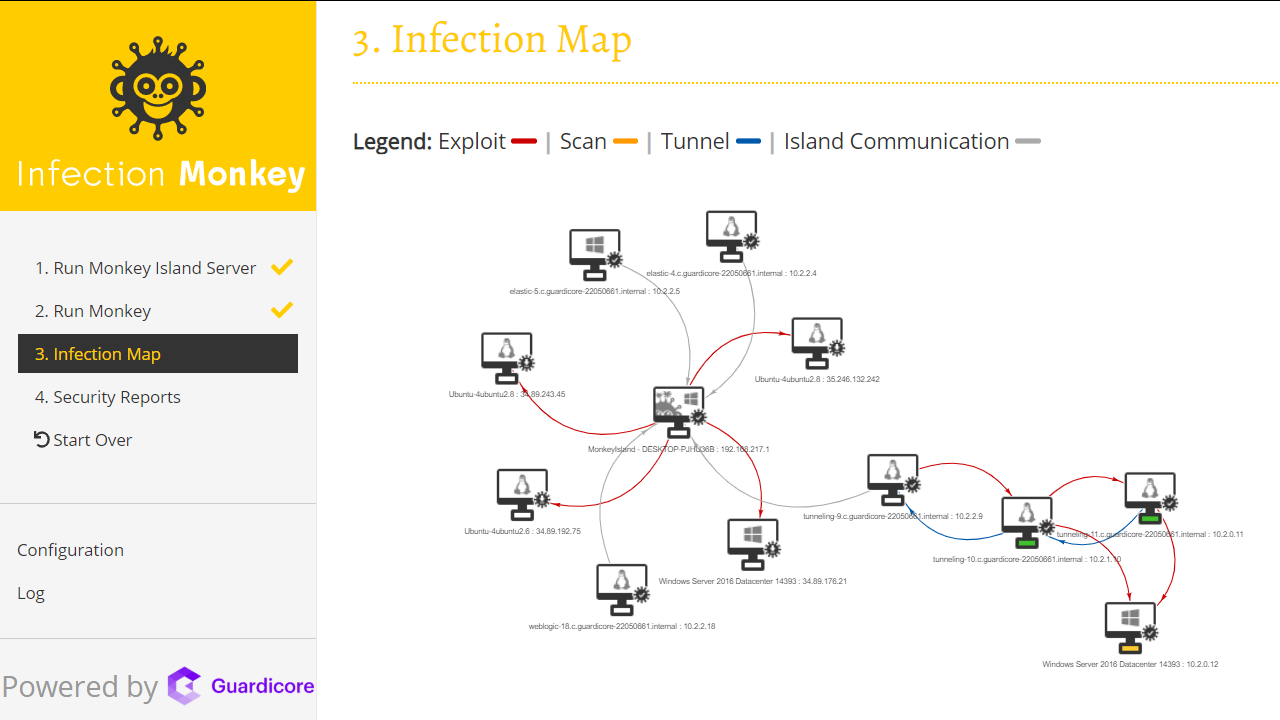 Infection Monkey
1. Run Monkey Island Server
2. Run Monkey
3. Infection Map
4. Security Reports
Start Over
Configuration
Log
Powered by Guardicore
3. Infection Map
Legend: Exploit | Scan | Tunnel | Island Communication
elastic-4.c.guardicore-22050661.internal : 10.2.2.4
elastic-5.c.guardicore-22050661.internal : 10.2.2.5
Ubuntu-4ubuntu2.8 : 35.246.132.242
Ubuntu-4ubuntu2.8 : 34.89.243.45
MonkeyIsland - DESKTOP-PJHU36B : 192.168.217.1
tunneling-9.c.guardicore-22050661.internal : 10.2.2.9
Ubuntu-4ubuntu2.6 : 34.89.192.75
tunneling-11.c.guardicore-22050661.internal : 10.2.0.11
tunneling-10.c.guardicore-22050661.internal : 10.2.1.10
Windows Server 2016 Datacenter 14393 : 34.89.176.21
weblogic-18.c.guardicore-22050661.internal : 10.2.2.18
Windows Server 2016 Datacenter 14393 : 10.2.0.12